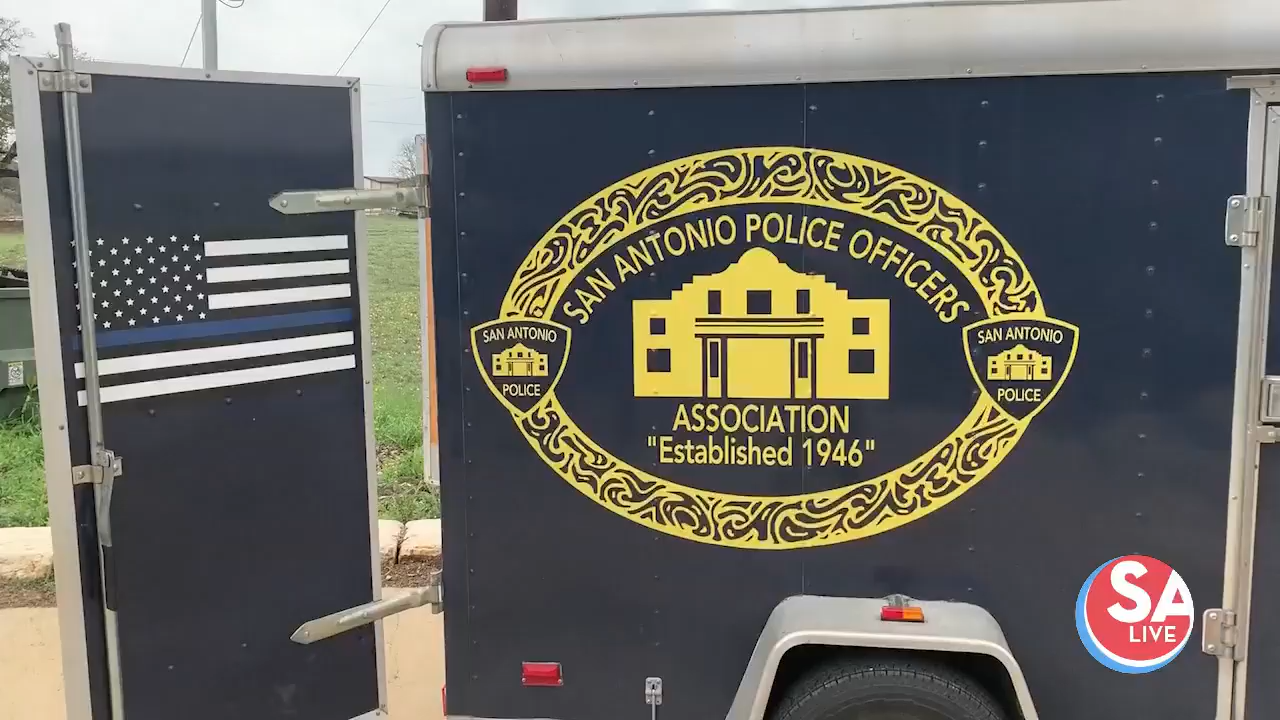 SAN ANTONIO POLICE OFFICERS
ASSOCIATION
"Established 1946"
SAN ANTONIO
POLICE
SAN ANTONIO
POLICE
SA
LIVE